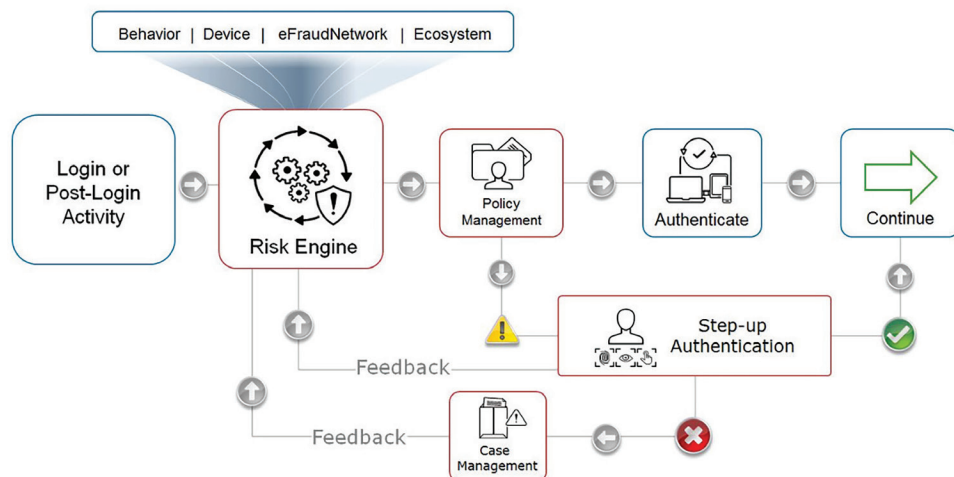 Behavior | Device | eFraudNetwork | Ecosystem
Login or
Post-Login
Activity
Risk Engine
Policy
Management
Authenticate
Continue
Step-up
Authentication
Feedback
Feedback
Case
Management